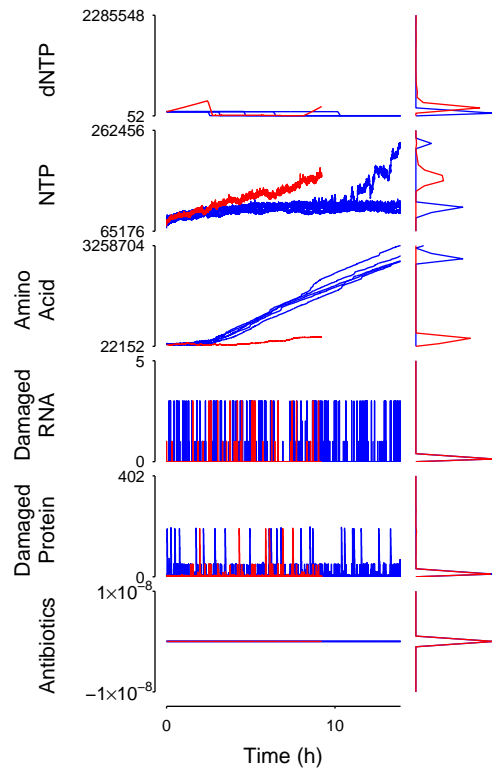 2285548
dNTP
52
262456
NTP
65176
3258704
Amino
Acid
22152
5
Damaged
RNA
0
402
Damaged
Protein
0
1×10⁻⁸
Antibiotics
−1×10⁻⁸
0 10
Time (h)